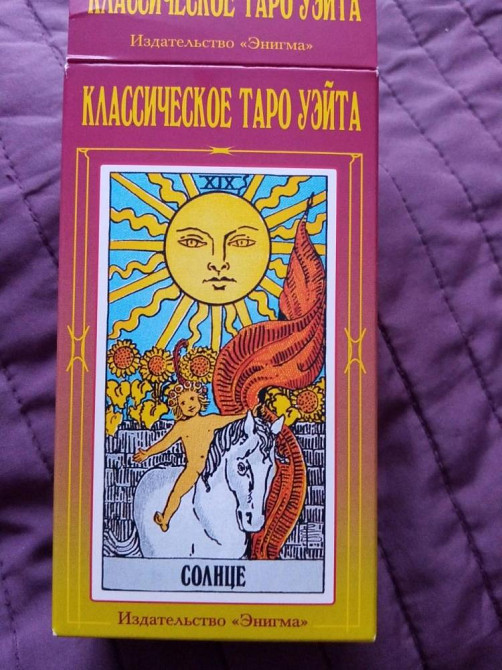 КЛАССИЧЕСКОЕ ТАРО УЭЙТА
Издательство «Энигма»
КЛАССИЧЕСКОЕ ТАРО УЭЙТА
XIX
СОЛНЦЕ
Издательство «Энигма»